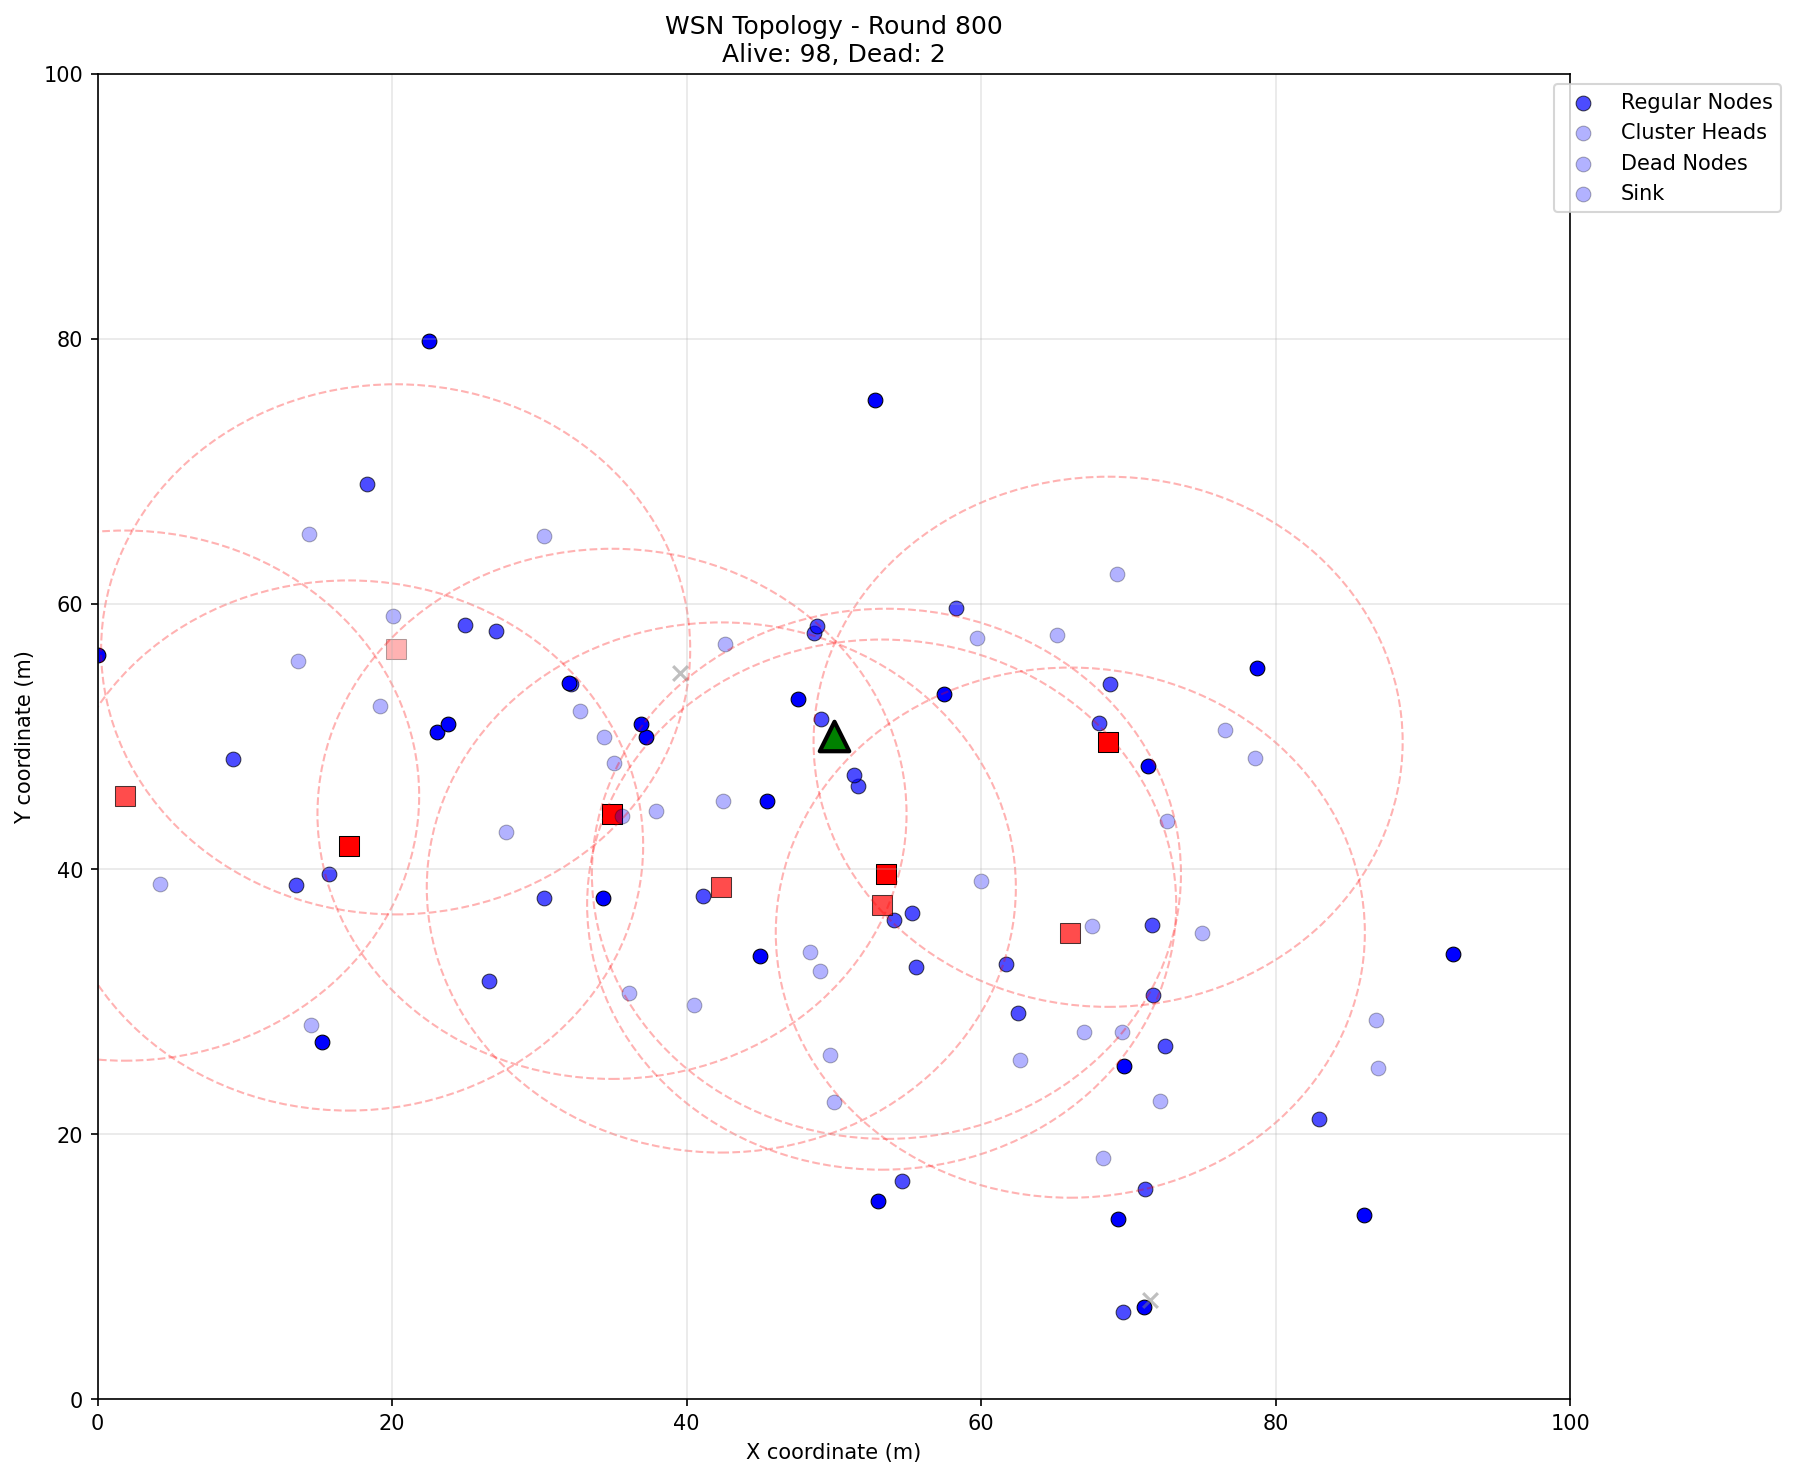 WSN Topology - Round 800
Alive: 98, Dead: 2
Regular Nodes
Cluster Heads
Dead Nodes
Sink
Y coordinate (m)
100
80
60
40
20
0
0 20 40 60 80 100
X coordinate (m)